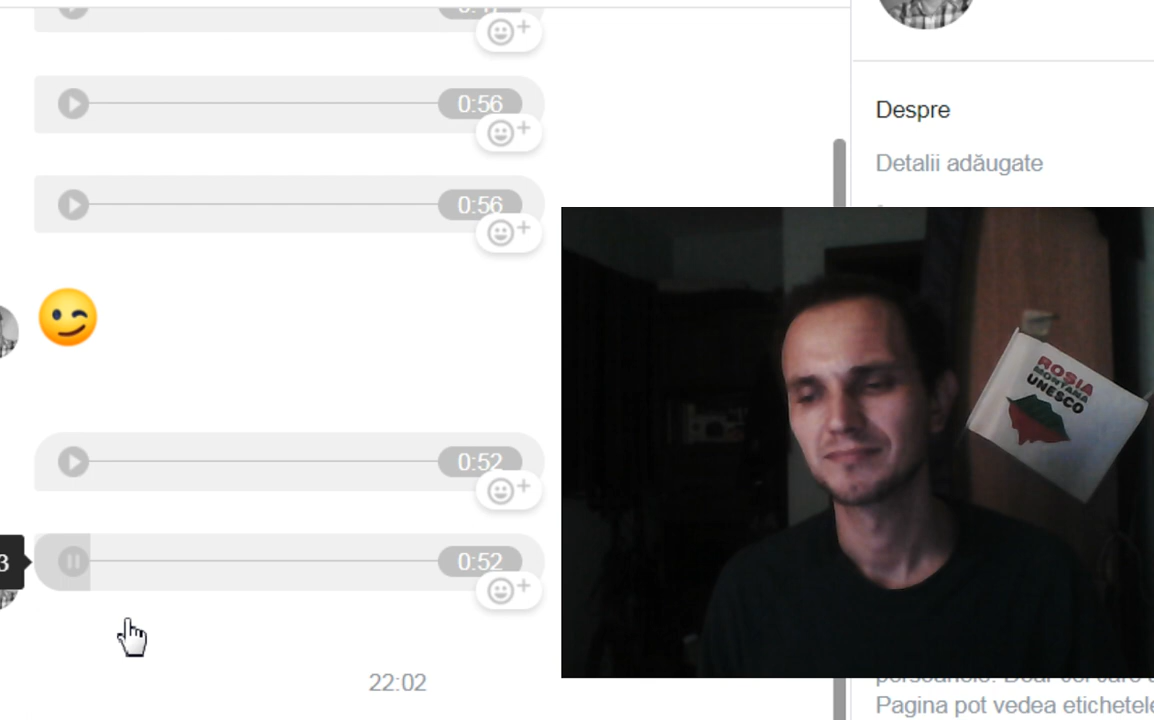 0:56
0:56
0:52
3
0:52
22:02
Despre
Detalii adăugate
ROSIA
MONTANA
UNESCO
Pagina pot vedea etichetele